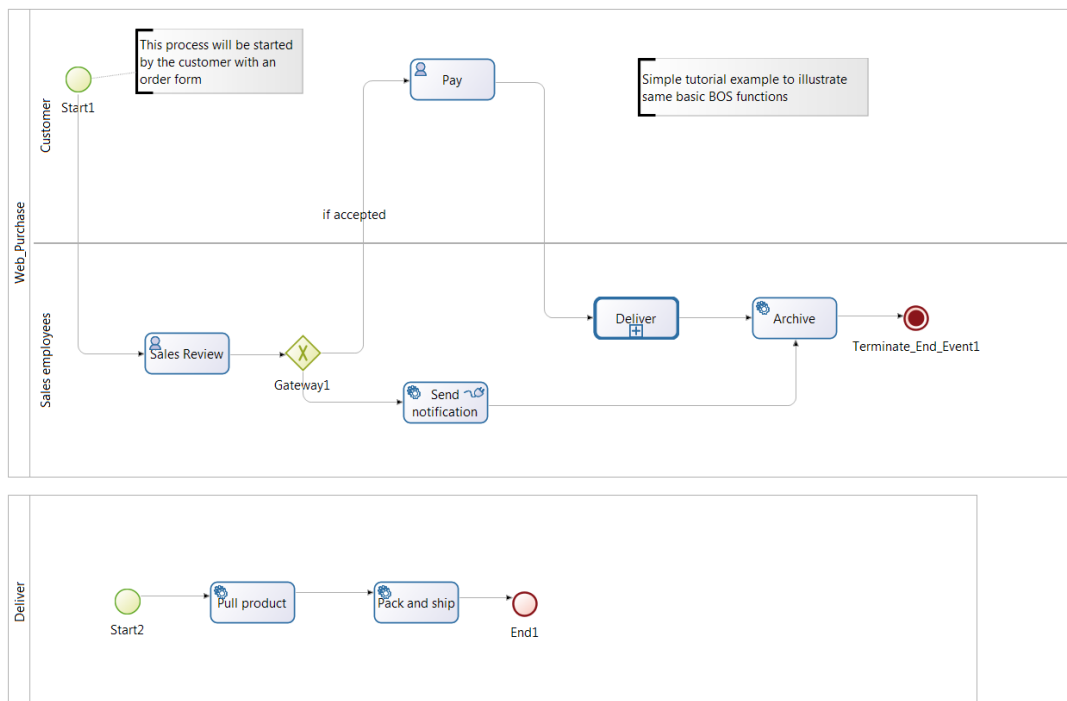 Web_Purchase
Customer
This process will be started
by the customer with an
order form
Start1
Pay
Simple tutorial example to illustrate
same basic BOS functions
if accepted
Sales employees
Sales Review
Gateway1
Send
notification
Deliver
Archive
Terminate_End_Event1
Deliver
Start2
Pull product
Pack and ship
End1